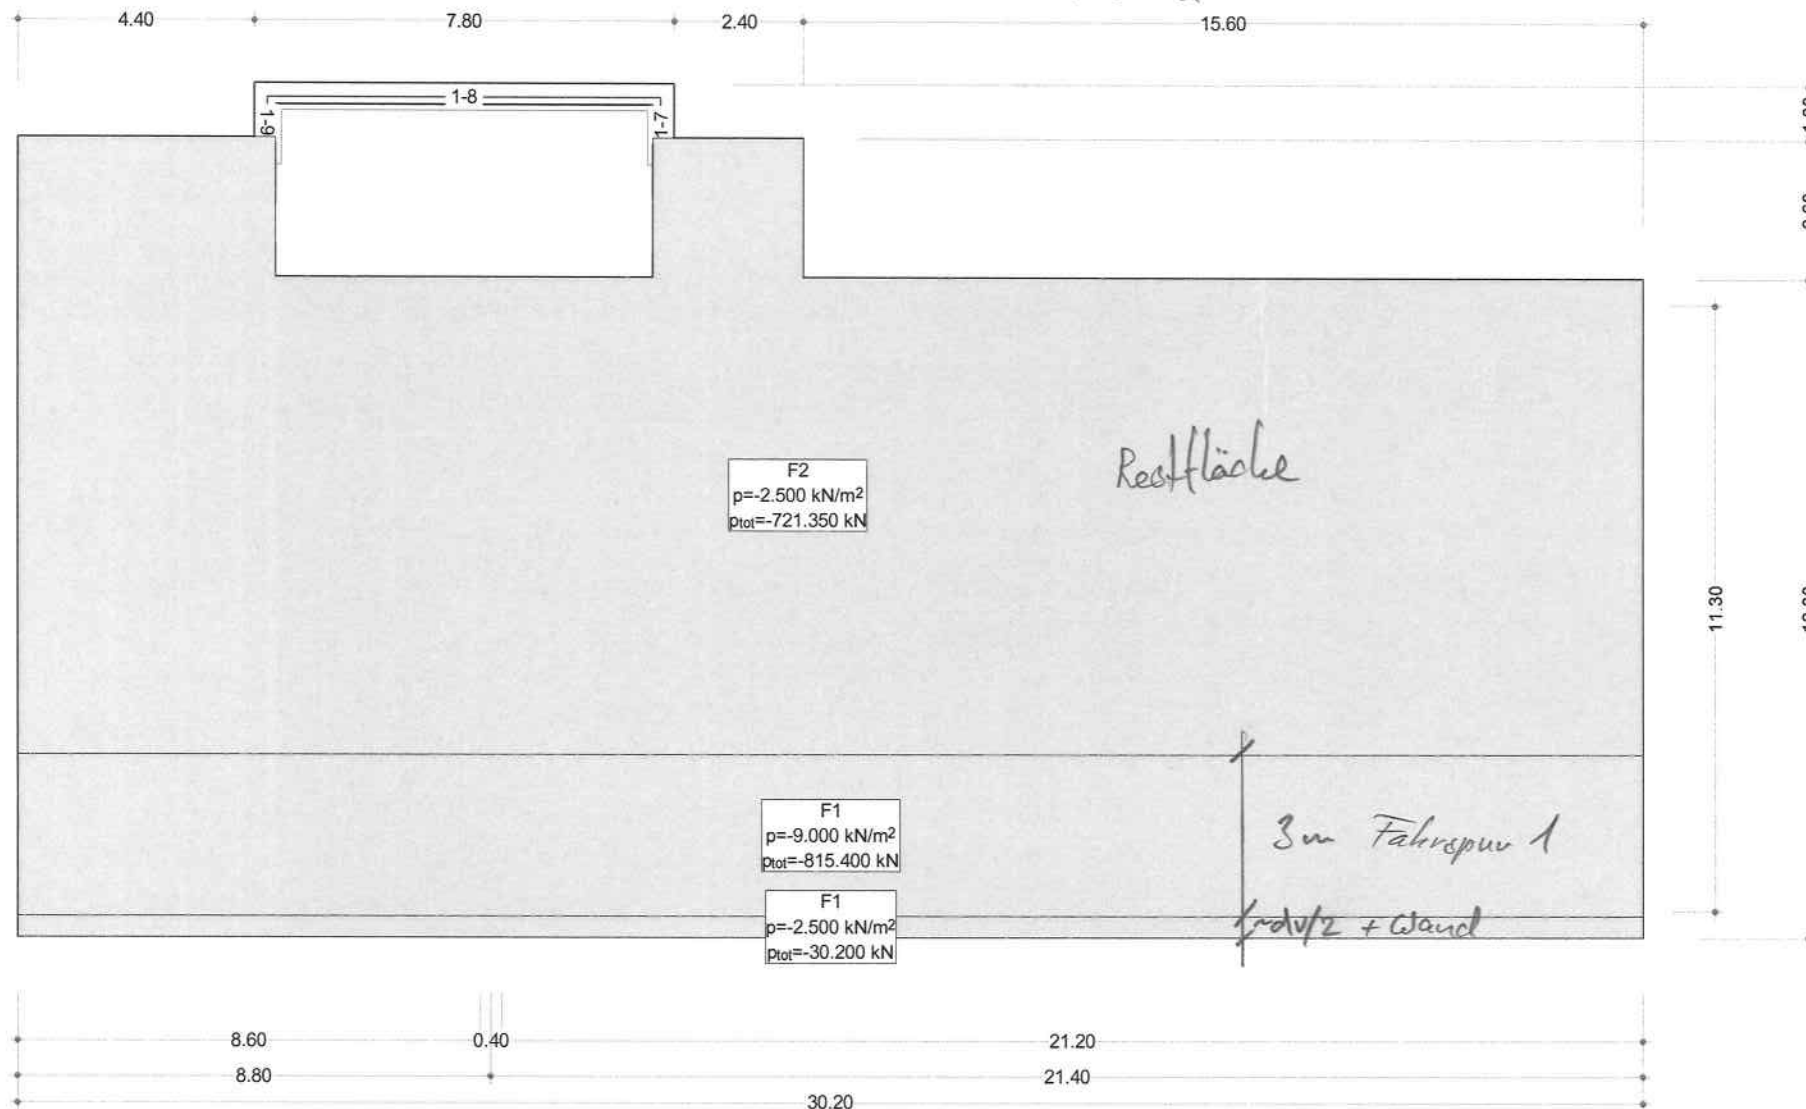 4.40 7.80 2.40 15.60
1-8
1-9 1-7
F2
p=-2.500 kN/m²
ptot=-721.350 kN
Restfläche
11.30
F1
p=-9.000 kN/m²
ptot=-815.400 kN
3m Fahrspur 1
F1
p=-2.500 kN/m²
ptot=-30.200 kN
~dv/2 + Wand
8.60 0.40 21.20
8.80 21.40
30.20